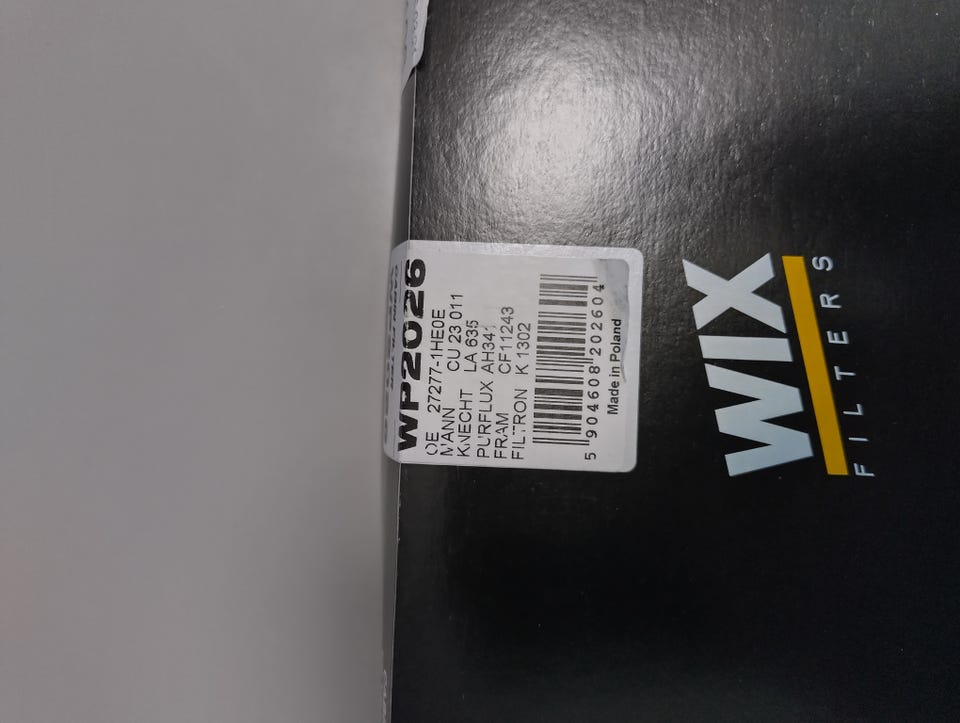 WP2026
OE 27277-1HE0E
MANN CU 23 011
KNECHT LA 635
PURFLUX AH341
FRAM CF11243
FILTRON K 1302
5 904608 202604
Made in Poland
WIX
FILTERS